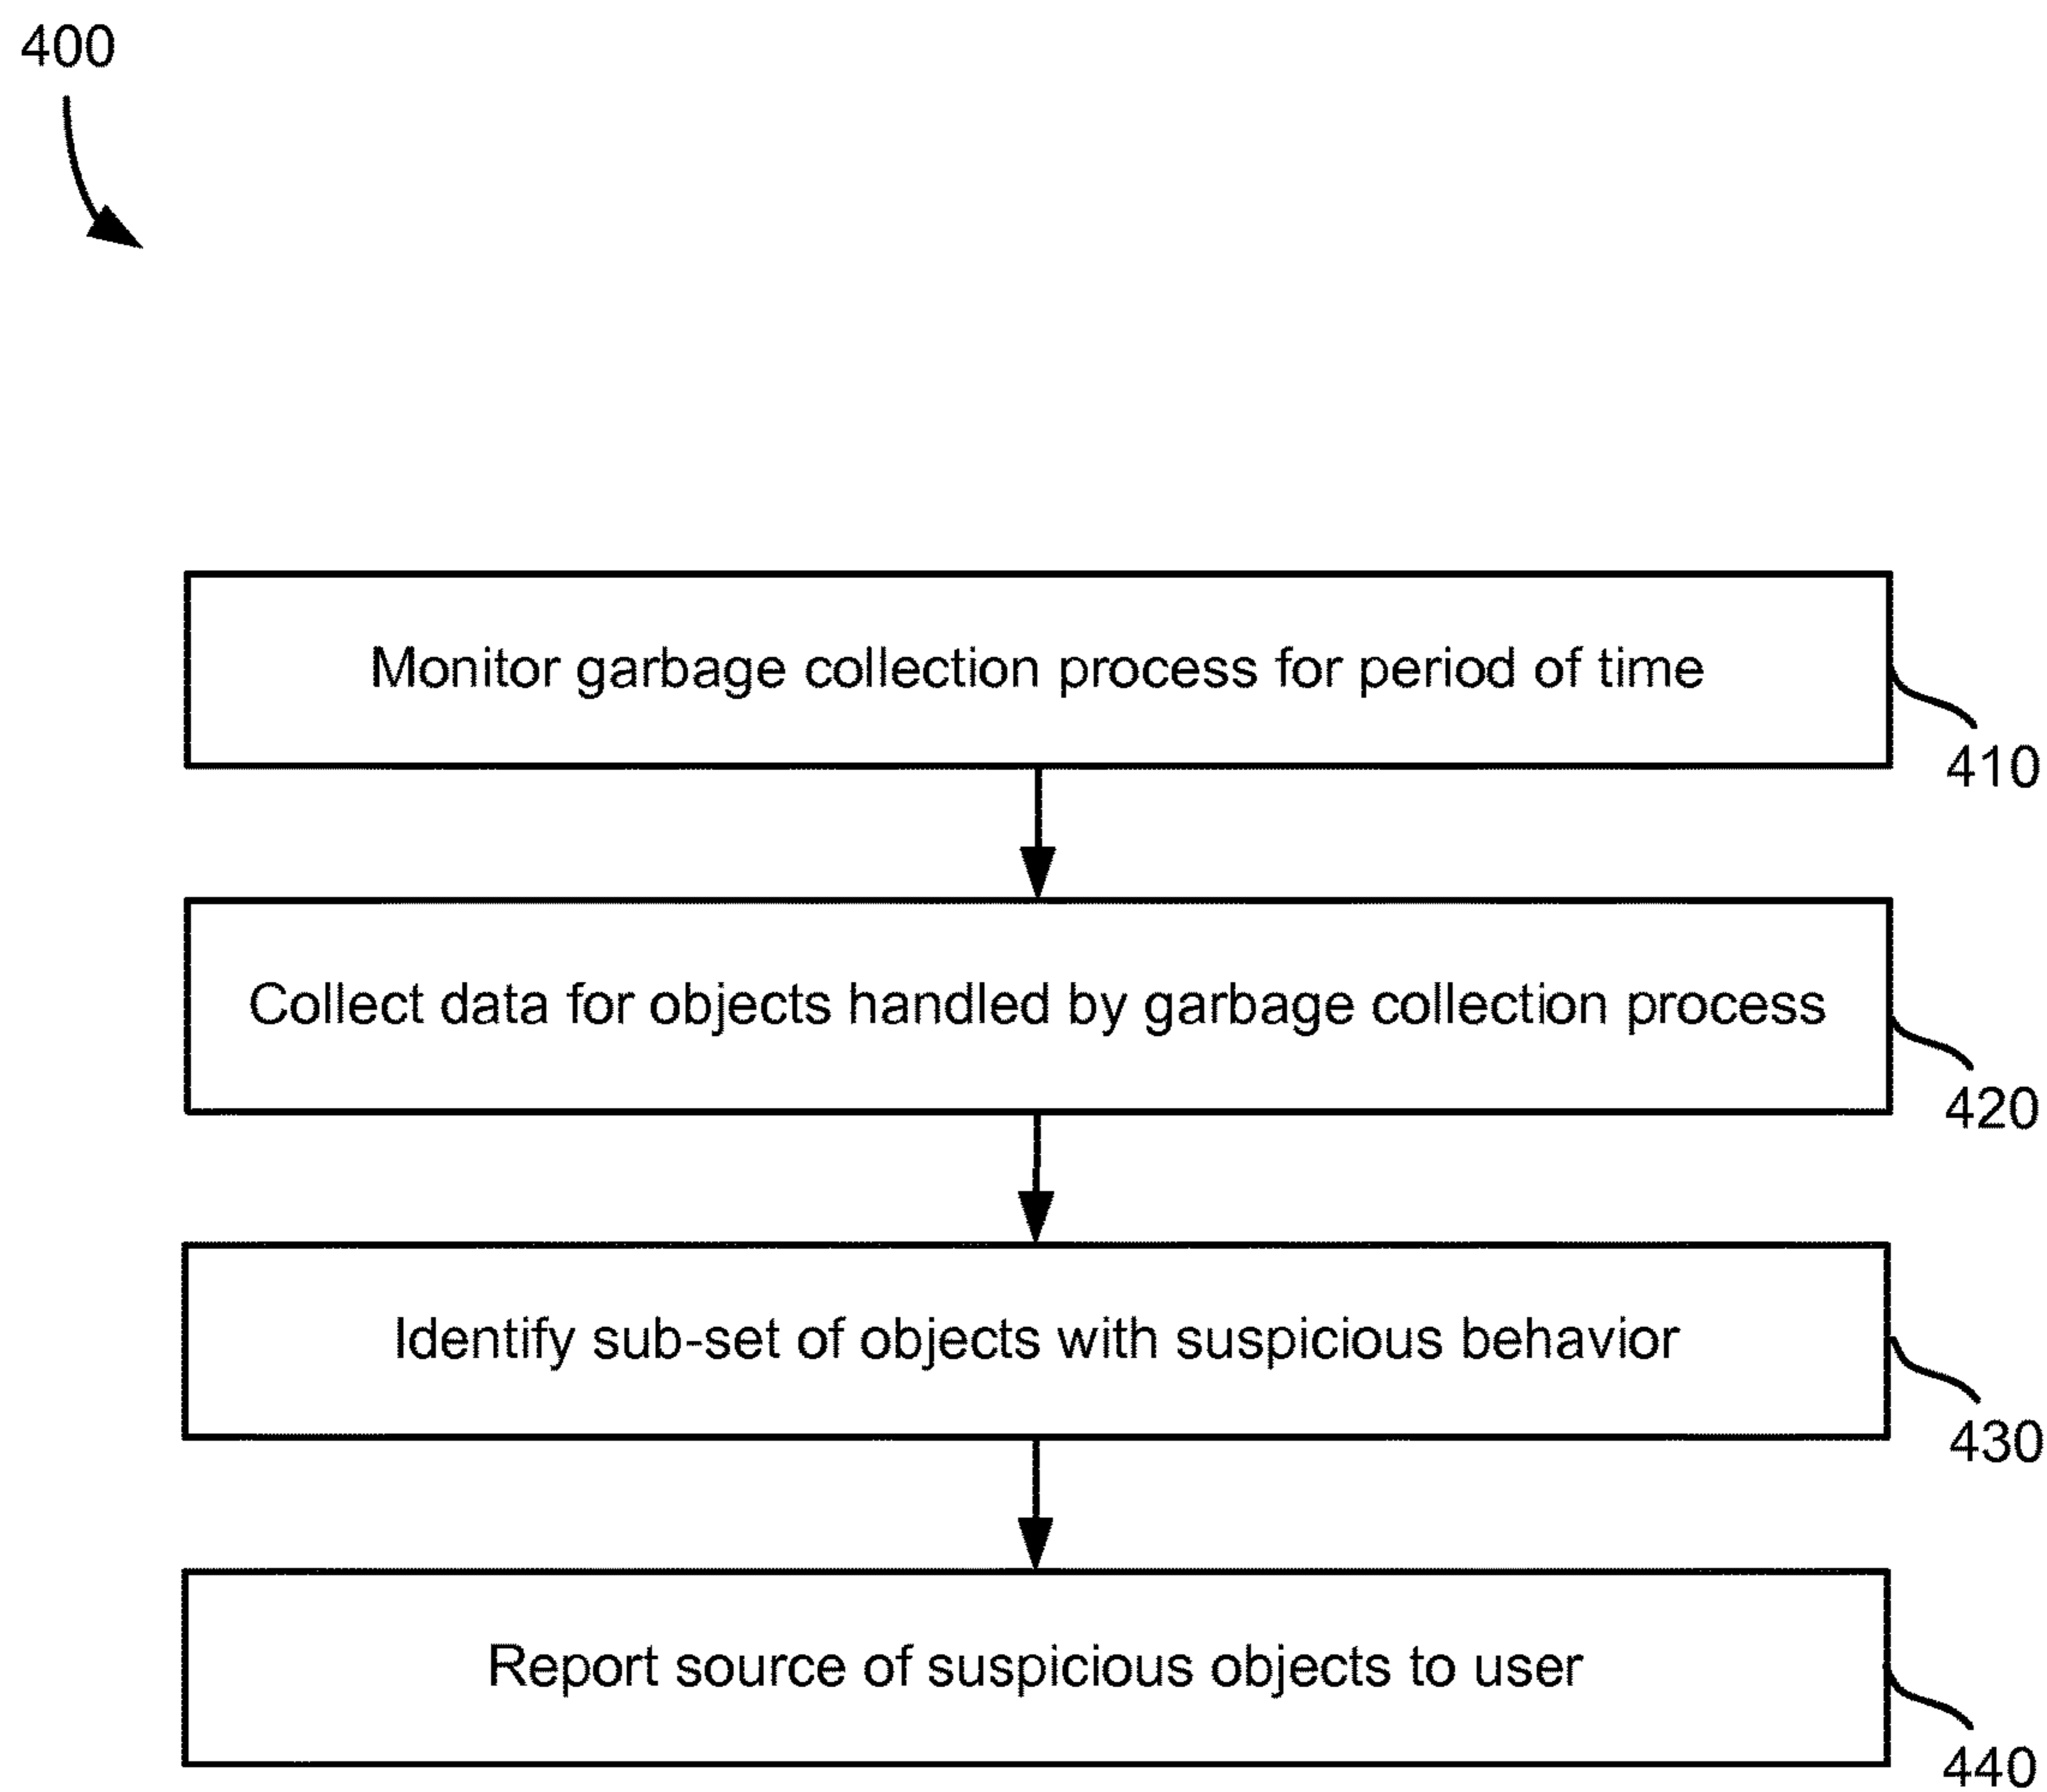 400
Monitor garbage collection process for period of time
410
Collect data for objects handled by garbage collection process
420
Identify sub-set of objects with suspicious behavior
430
Report source of suspicious objects to user
440